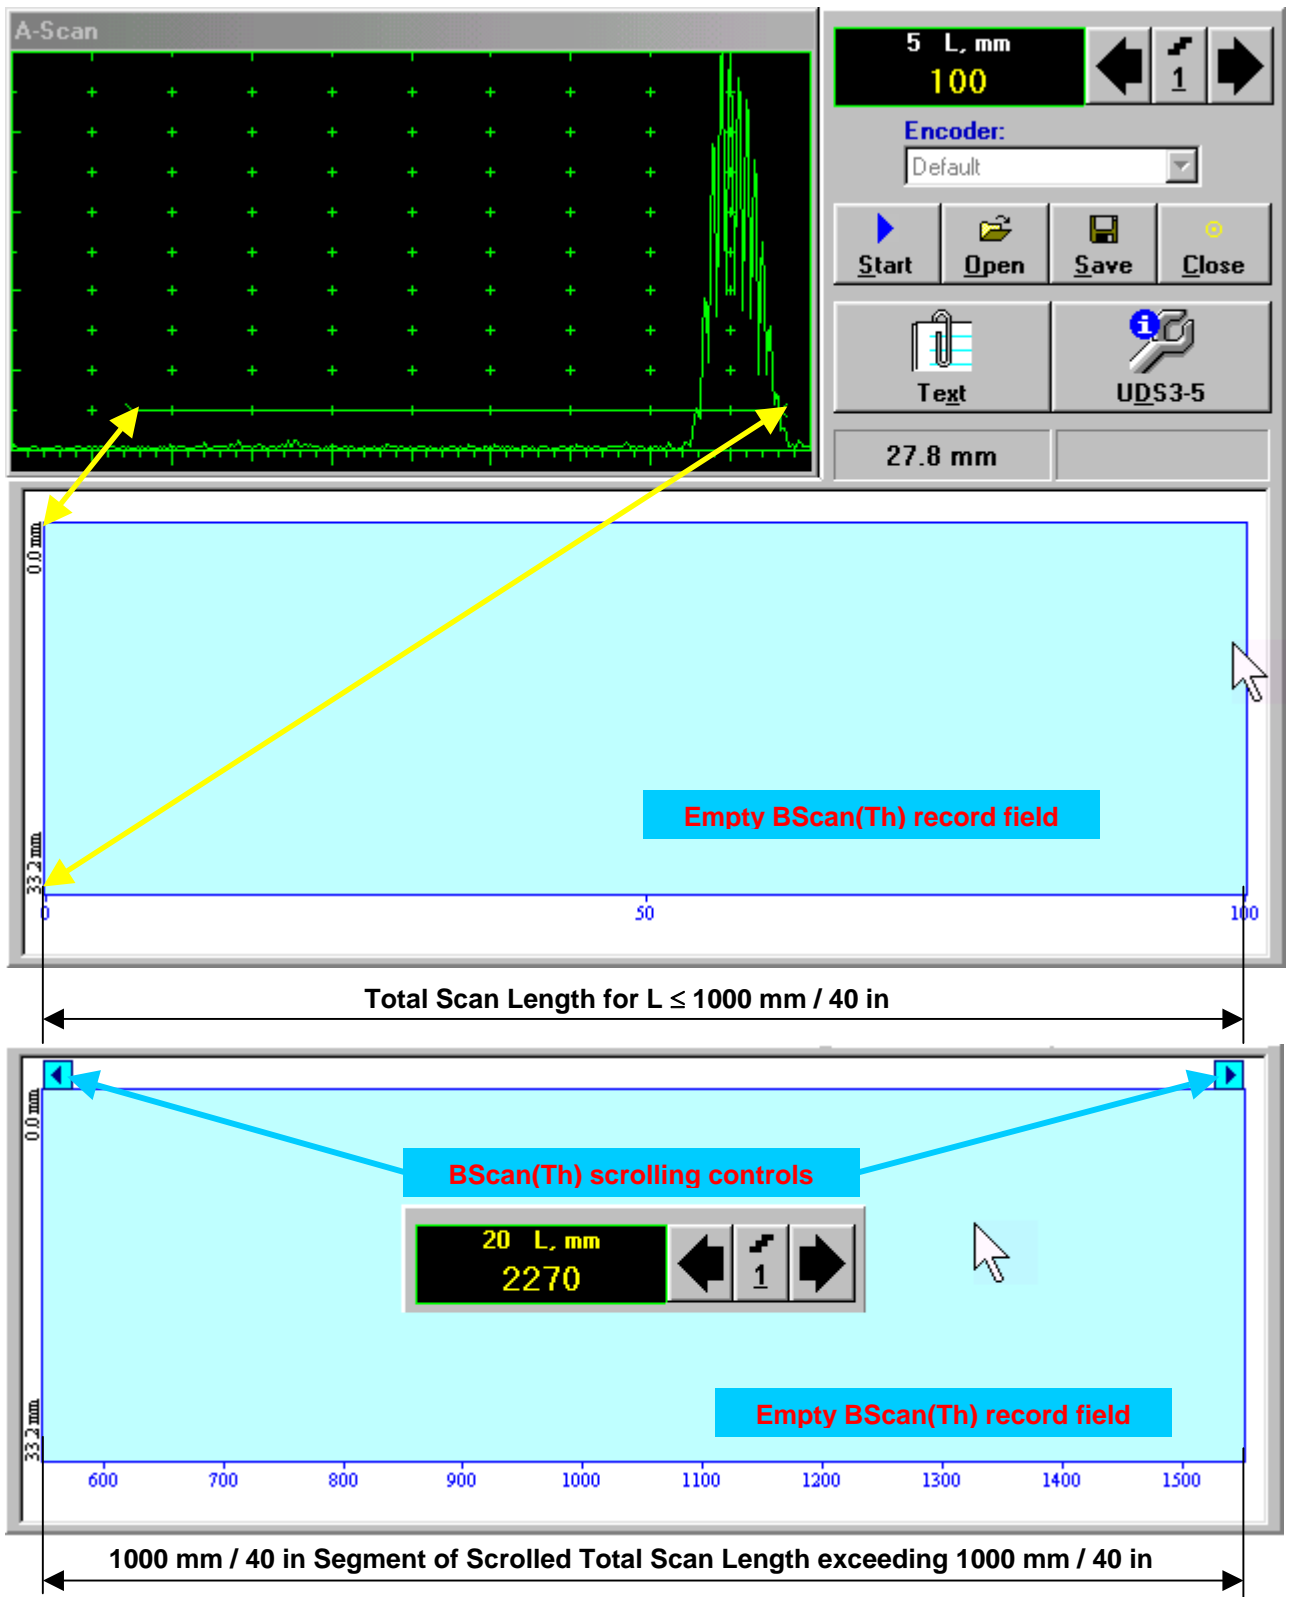 A-Scan
5 L, mm
100
1
Encoder:
Default
Start
Open
Save
Close
Text
UDS3-5
27.8 mm
0.0 mm
33.2 mm
Empty BScan(Th) record field
0
50
100
Total Scan Length for L ≤ 1000 mm / 40 in
0.0 mm
BScan(Th) scrolling controls
20 L, mm
2270
1
Empty BScan(Th) record field
33.2 mm
600 700 800 900 1000 1100 1200 1300 1400 1500
1000 mm / 40 in Segment of Scrolled Total Scan Length exceeding 1000 mm / 40 in